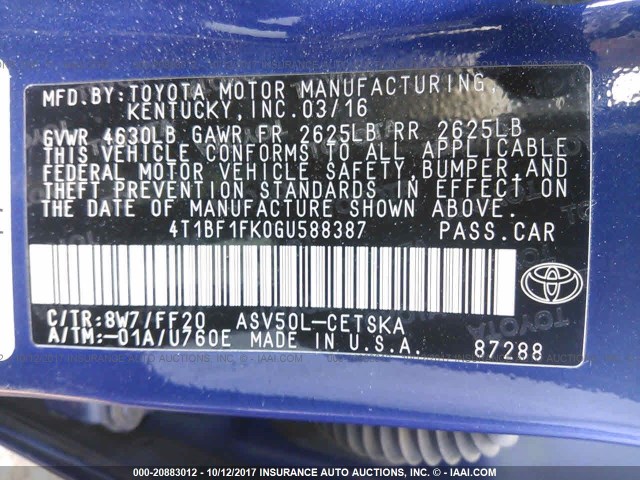 MFD.BY: TOYOTA MOTOR MANUFACTURING,
KENTUCKY, INC. 03/16
GVWR 4630LB GAWR FR 2625LB RR 2625LB
THIS VEHICLE CONFORMS TO ALL APPLICABLE
FEDERAL MOTOR VEHICLE SAFETY, BUMPER, AND
THEFT PREVENTION STANDARDS IN EFFECT ON
THE DATE OF MANUFACTURE SHOWN ABOVE.
4T1BF1FK0GU588387 PASS.CAR
C/TR: 8W7/FF20 ASV50L-CETSKA
A/TM:-01A/U760E MADE IN U.S.A. 87288
TOYOTA
000-20883012 - 10/12/2017 - INSURANCE AUTO AUCTIONS, INC. - © - IAAI.COM